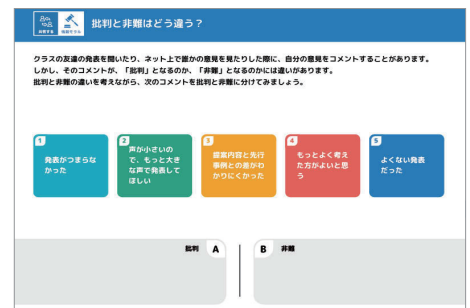 批判と非難はどう違う？
クラスの友達の発表を聞いたり、ネット上で誰かの意見を見たりした際に、自分の意見をコメントすることがあります。
しかし、そのコメントが、「批判」となるのか、「非難」となるのかには違いがあります。
批判と非難の違いを考えながら、次のコメントを批判と非難に分けてみましょう。
1
発表がつまらな
かった
2
声が小さいの
で、もっと大き
な声で発表して
ほしい
3
提案内容と先行
事例との差がわ
かりにくかった
4
もっとよく考え
た方がよいと思
う
5
よくない発表
だった
批判 A
B 非難